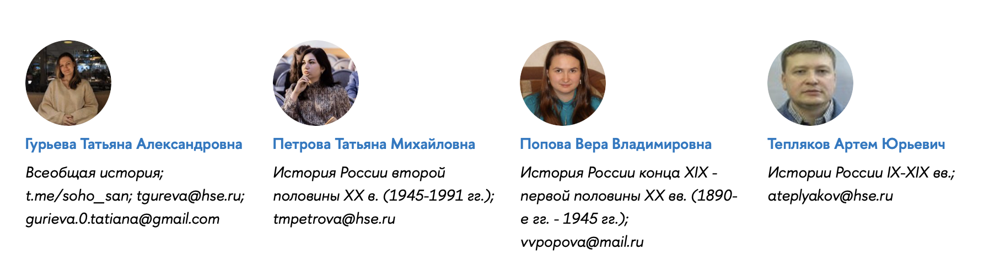 Гурьева Татьяна Александровна
Всеобщая история;
t.me/soho_san; tgureva@hse.ru;
gurieva.0.tatiana@gmail.com
Петрова Татьяна Михайловна
История России второй
половины XX в. (1945-1991 гг.);
tmpetrova@hse.ru
Попова Вера Владимировна
История России конца XIX -
первой половины XX вв. (1890-
е гг. - 1945 гг.);
vvpopova@mail.ru
Тепляков Артем Юрьевич
Истории России IX-XIX вв.;
ateplyakov@hse.ru